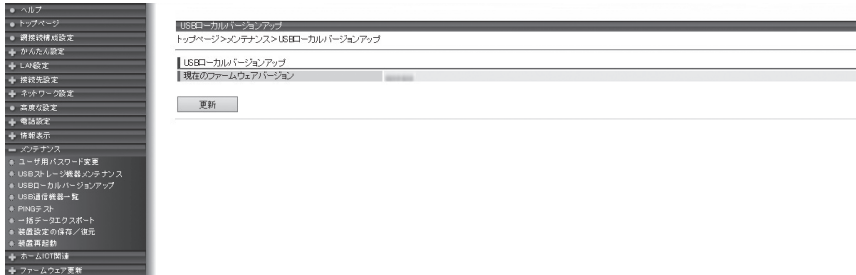 ヘルプ
トップページ
網接続構成設定
かんたん設定
LAN設定
接続先設定
ネットワーク設定
高度な設定
電話設定
情報表示
メンテナンス
ユーザ用パスワード変更
USBストレージ機器メンテナンス
USBローカルバージョンアップ
USB通信機器一覧
PINGテスト
一括データエクスポート
装置設定の保存/復元
装置再起動
ホームIOT関連
ファームウェア更新
USBローカルバージョンアップ
トップページ>メンテナンス>USBローカルバージョンアップ
USBローカルバージョンアップ
現在のファームウェアバージョン
更新